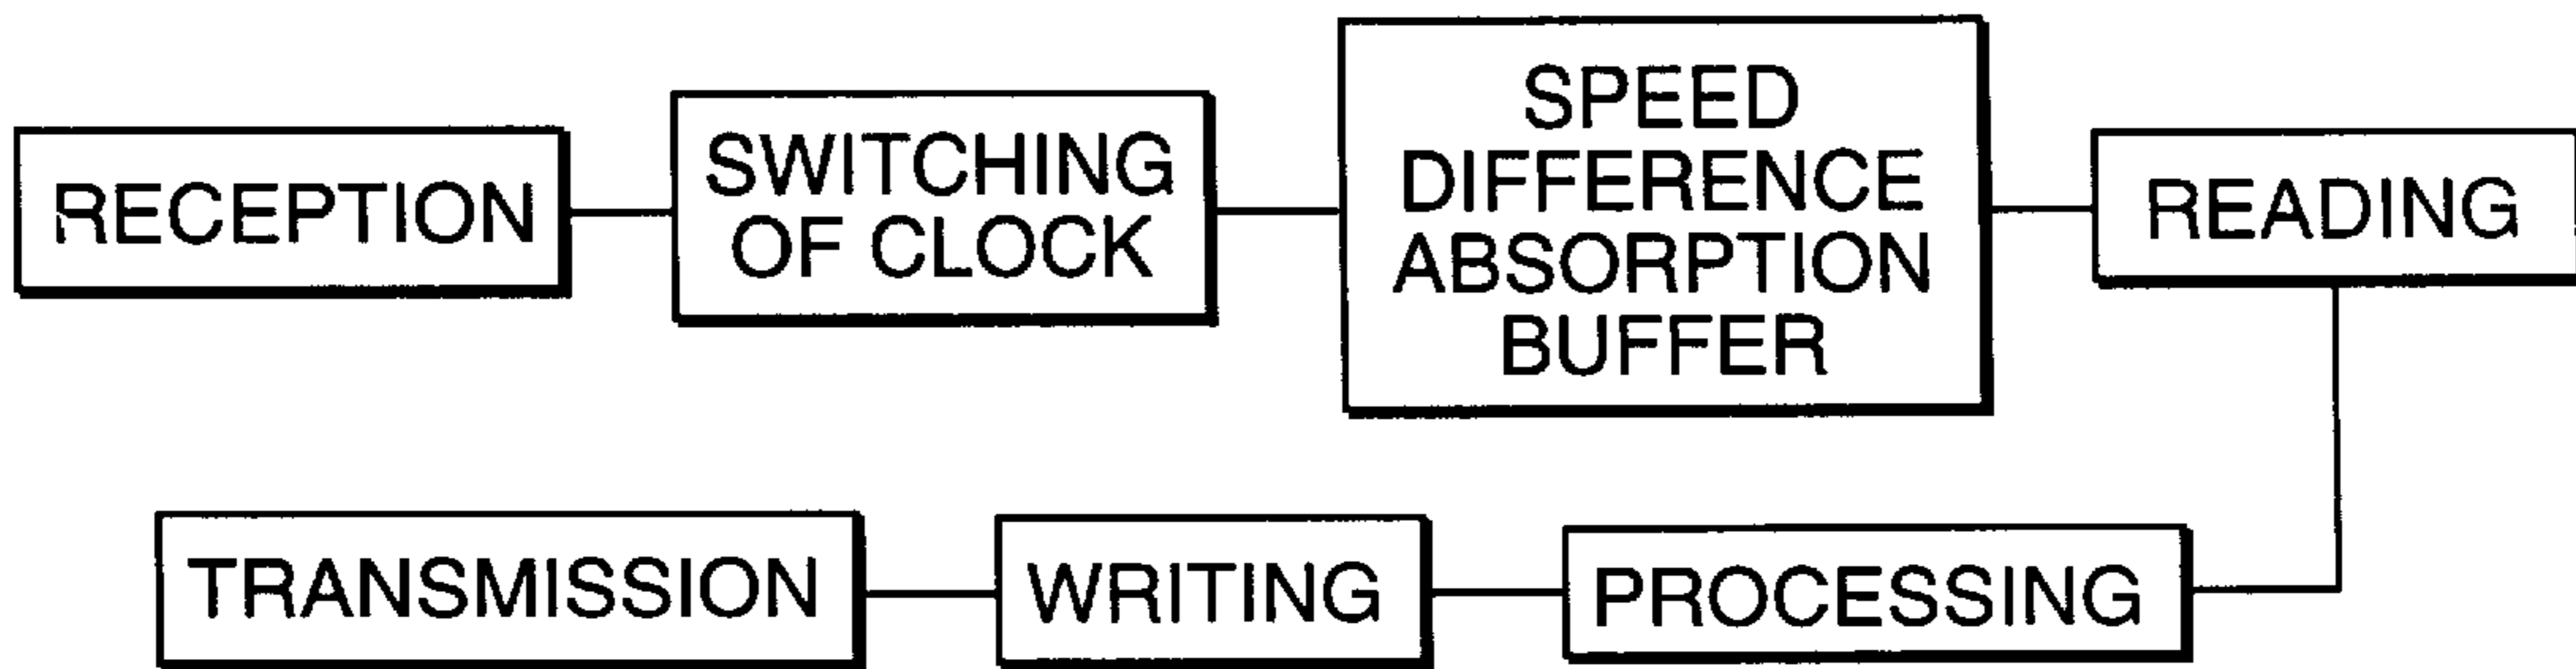 RECEPTION
SWITCHING
OF CLOCK
SPEED
DIFFERENCE
ABSORPTION
BUFFER
READING
TRANSMISSION
WRITING
PROCESSING